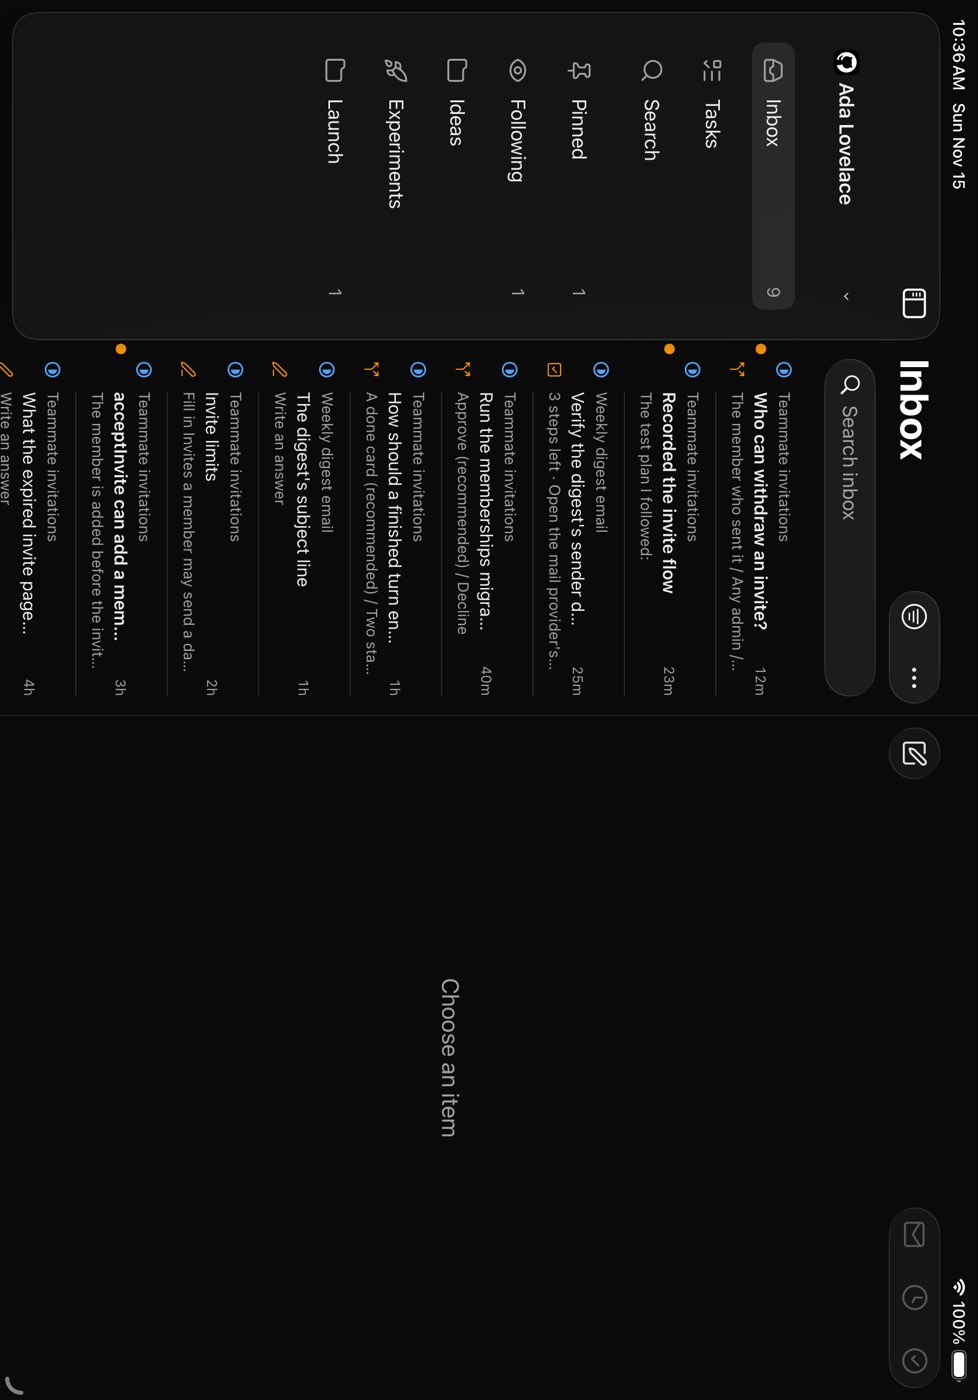 10:36 AM Sun Nov 15
100%
Ada Lovelace
Inbox 9
Tasks
Search
Pinned 1
Following 1
Ideas
Experiments
Launch 1
Inbox
Search inbox
Teammate invitations
Who can withdraw an invite? 12m
The member who sent it / Any admin /...
Teammate invitations
Recorded the invite flow 23m
The test plan I followed:
Weekly digest email
Verify the digest's sender d... 25m
3 steps left · Open the mail provider's...
Teammate invitations
Run the memberships migra... 40m
Approve (recommended) / Decline
Teammate invitations
How should a finished turn en... 1h
A done card (recommended) / Two sta...
Weekly digest email
The digest's subject line 1h
Write an answer
Teammate invitations
Invite limits 2h
Fill in Invites a member may send a da...
Teammate invitations
acceptInvite can add a mem... 3h
The member is added before the invit...
Teammate invitations
What the expired invite page... 4h
Write an answer
Choose an item